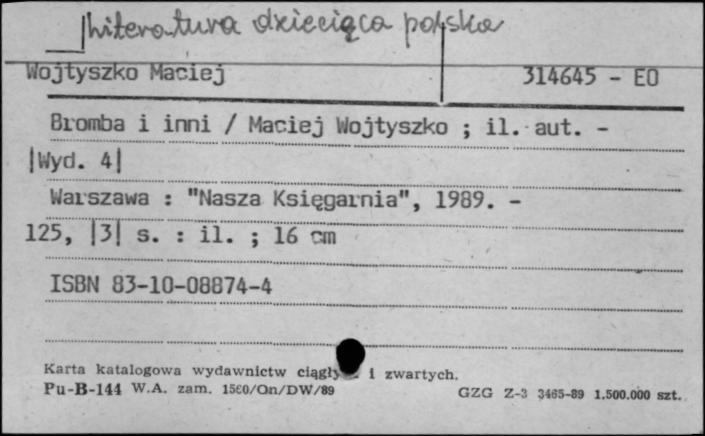 literatura dziecięca polska
Wojtyszko Maciej 314645 - EO
Bromba i inni / Maciej Wojtyszko ; il. aut. -
|Wyd. 4|
Warszawa : "Nasza Księgarnia", 1989. -
125, |3| s. : il. ; 16 cm
ISBN 83-10-08874-4
Karta katalogowa wydawnictw i zwartych.
Pu-B-144 W.A. zam. 1560/On/DW/89 GZG Z-3 3465-89 1.500.000 szt.